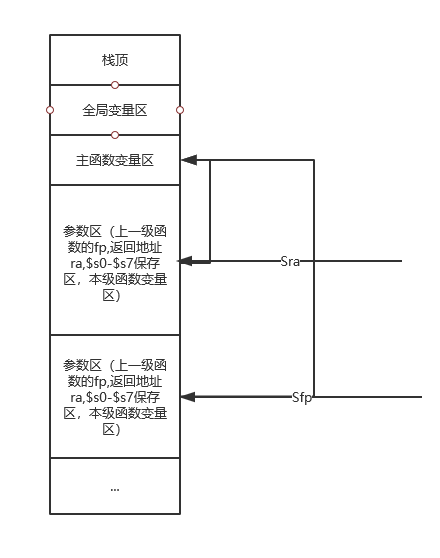 栈顶
全局变量区
主函数变量区
参数区（上一级函
数的fp,返回地址
ra,$s0-$s7保存
区，本级函数变量
区）
Sra
参数区（上一级函
数的fp,返回地址
ra,$s0-$s7保存
区，本级函数变量
区）
Sfp
...